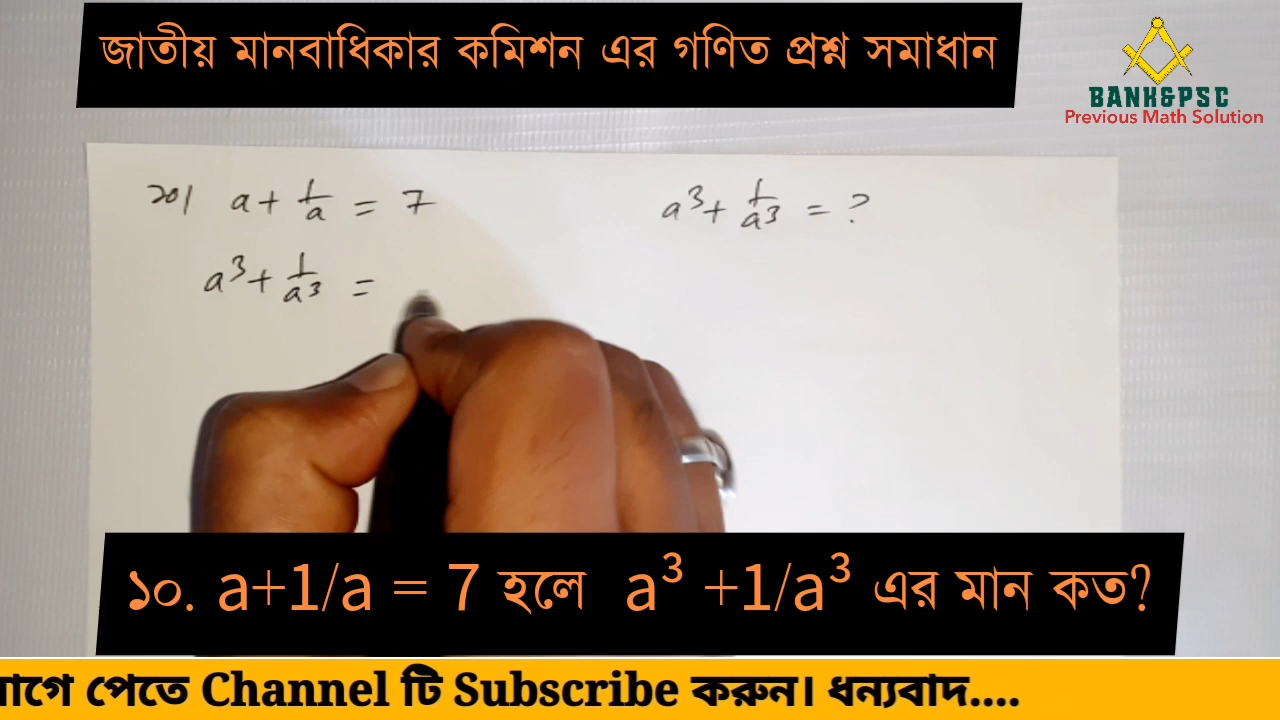 জাতীয় মানবাধিকার কমিশন এর গণিত প্রশ্ন সমাধান
BANK&PSC
Previous Math Solution
১০। a + 1/a = 7
a³ + 1/a³ = ?
a³ + 1/a³ =
১০. a+1/a = 7 হলে a³ +1/a³ এর মান কত?
পেতে Channel টি Subscribe করুন। ধন্যবাদ....